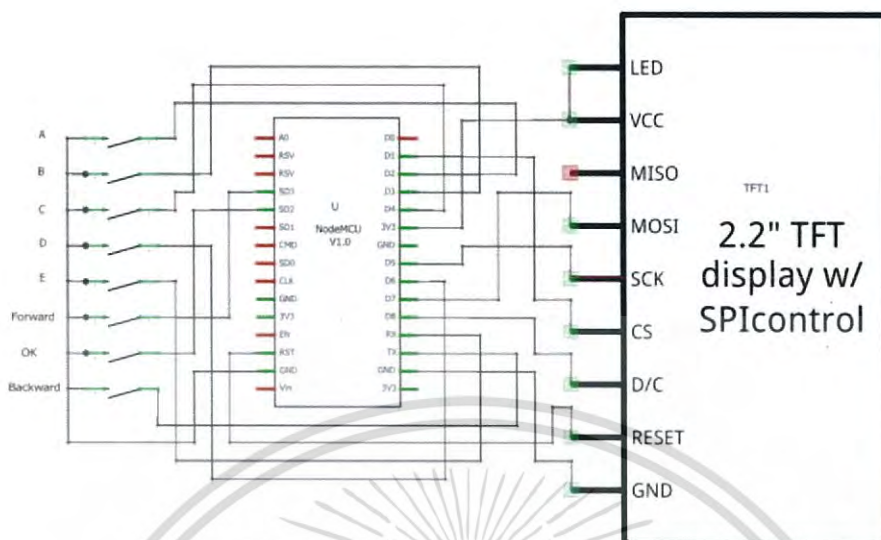 A
B
C
D
E
Forward
OK
Backward
A0
RSV
RSV
SD3
SD2
SD1
CMD
SD0
CLK
GND
3V3
EN
RST
GND
Vin
U
NodeMCU
V1.0
D0
D1
D2
D3
D4
3V3
GND
D5
D6
D7
D8
RX
TX
GND
3V3
LED
VCC
MISO
MOSI
SCK
CS
D/C
RESET
GND
TFT1
2.2" TFT
display w/
SPIcontrol